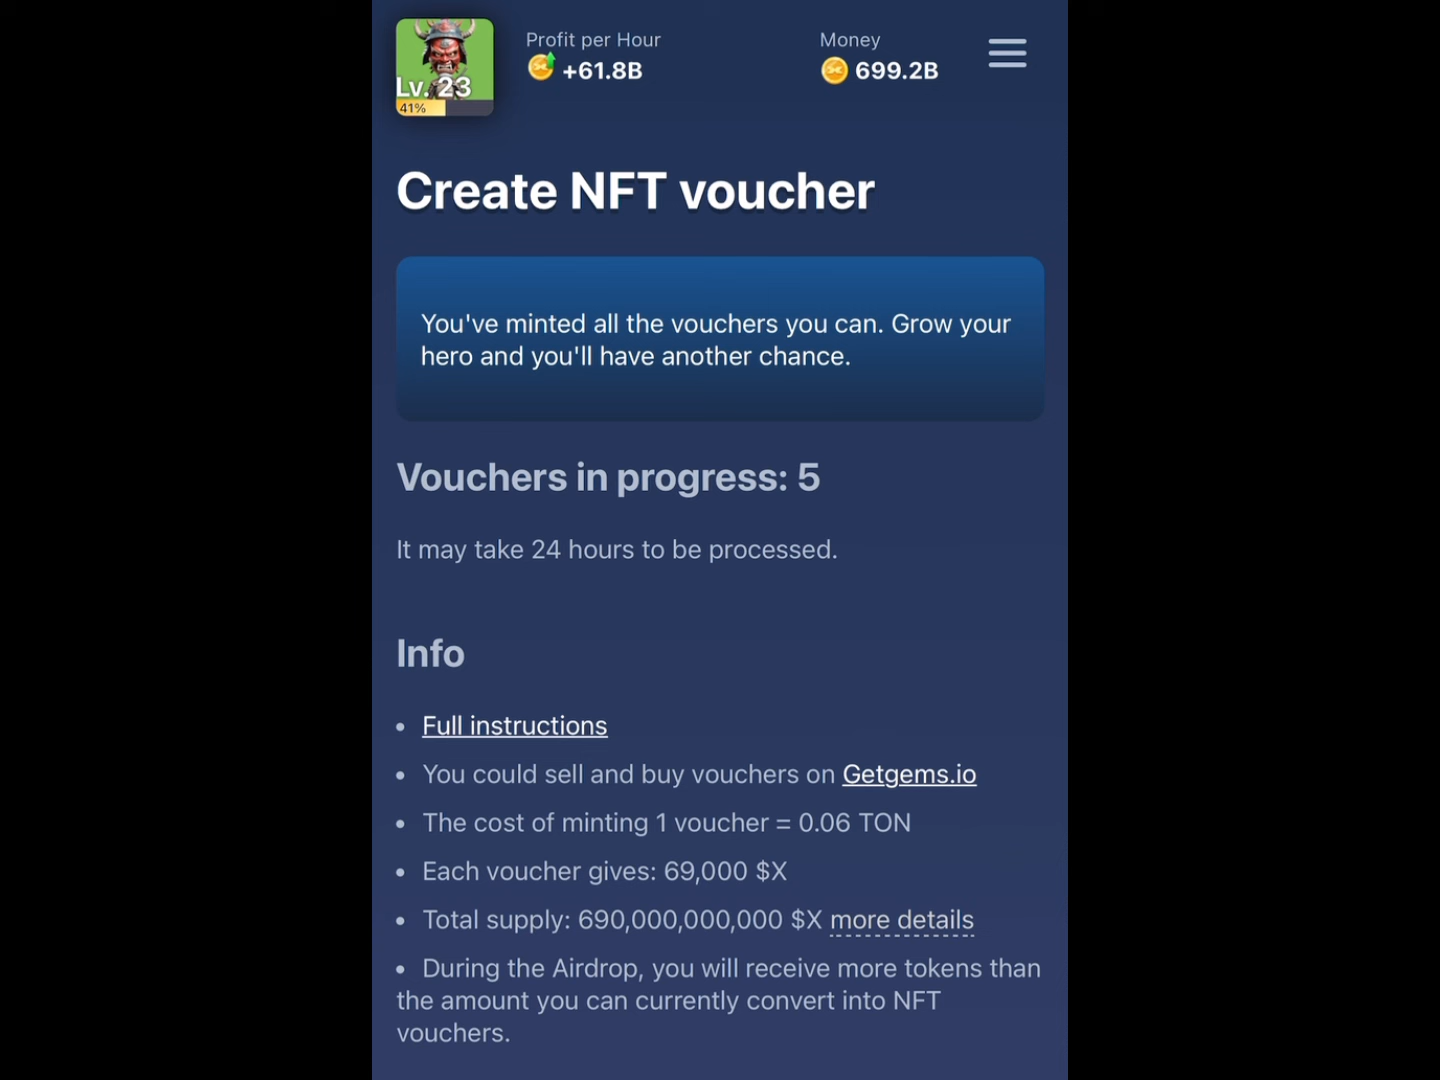 Profit per Hour
Money
+61.8B
699.2B
Lv. 23
41%
Create NFT voucher
You've minted all the vouchers you can. Grow your
hero and you'll have another chance.
Vouchers in progress: 5
It may take 24 hours to be processed.
Info
• Full instructions
• You could sell and buy vouchers on Getgems.io
• The cost of minting 1 voucher = 0.06 TON
• Each voucher gives: 69,000 $X
• Total supply: 690,000,000,000 $X more details
• During the Airdrop, you will receive more tokens than
the amount you can currently convert into NFT
vouchers.